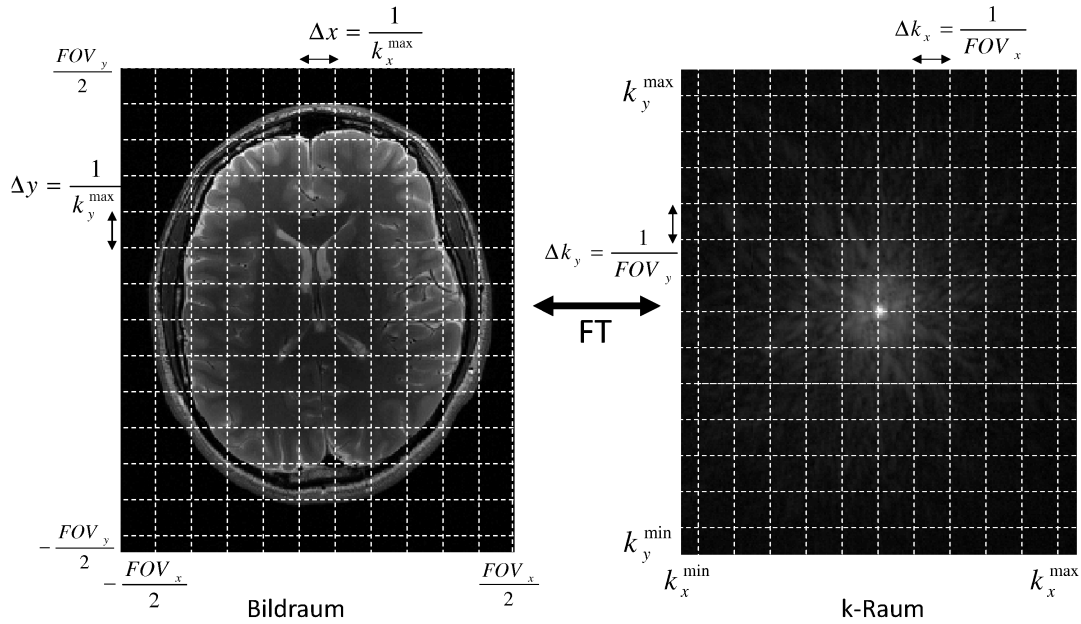 Δx = 1 / k_x^max
FOV_y / 2
Δy = 1 / k_y^max
- FOV_y / 2
- FOV_x / 2
FOV_x / 2
Bildraum
FT
Δk_x = 1 / FOV_x
k_y^max
Δk_y = 1 / FOV_y
k_y^min
k_x^min
k_x^max
k-Raum